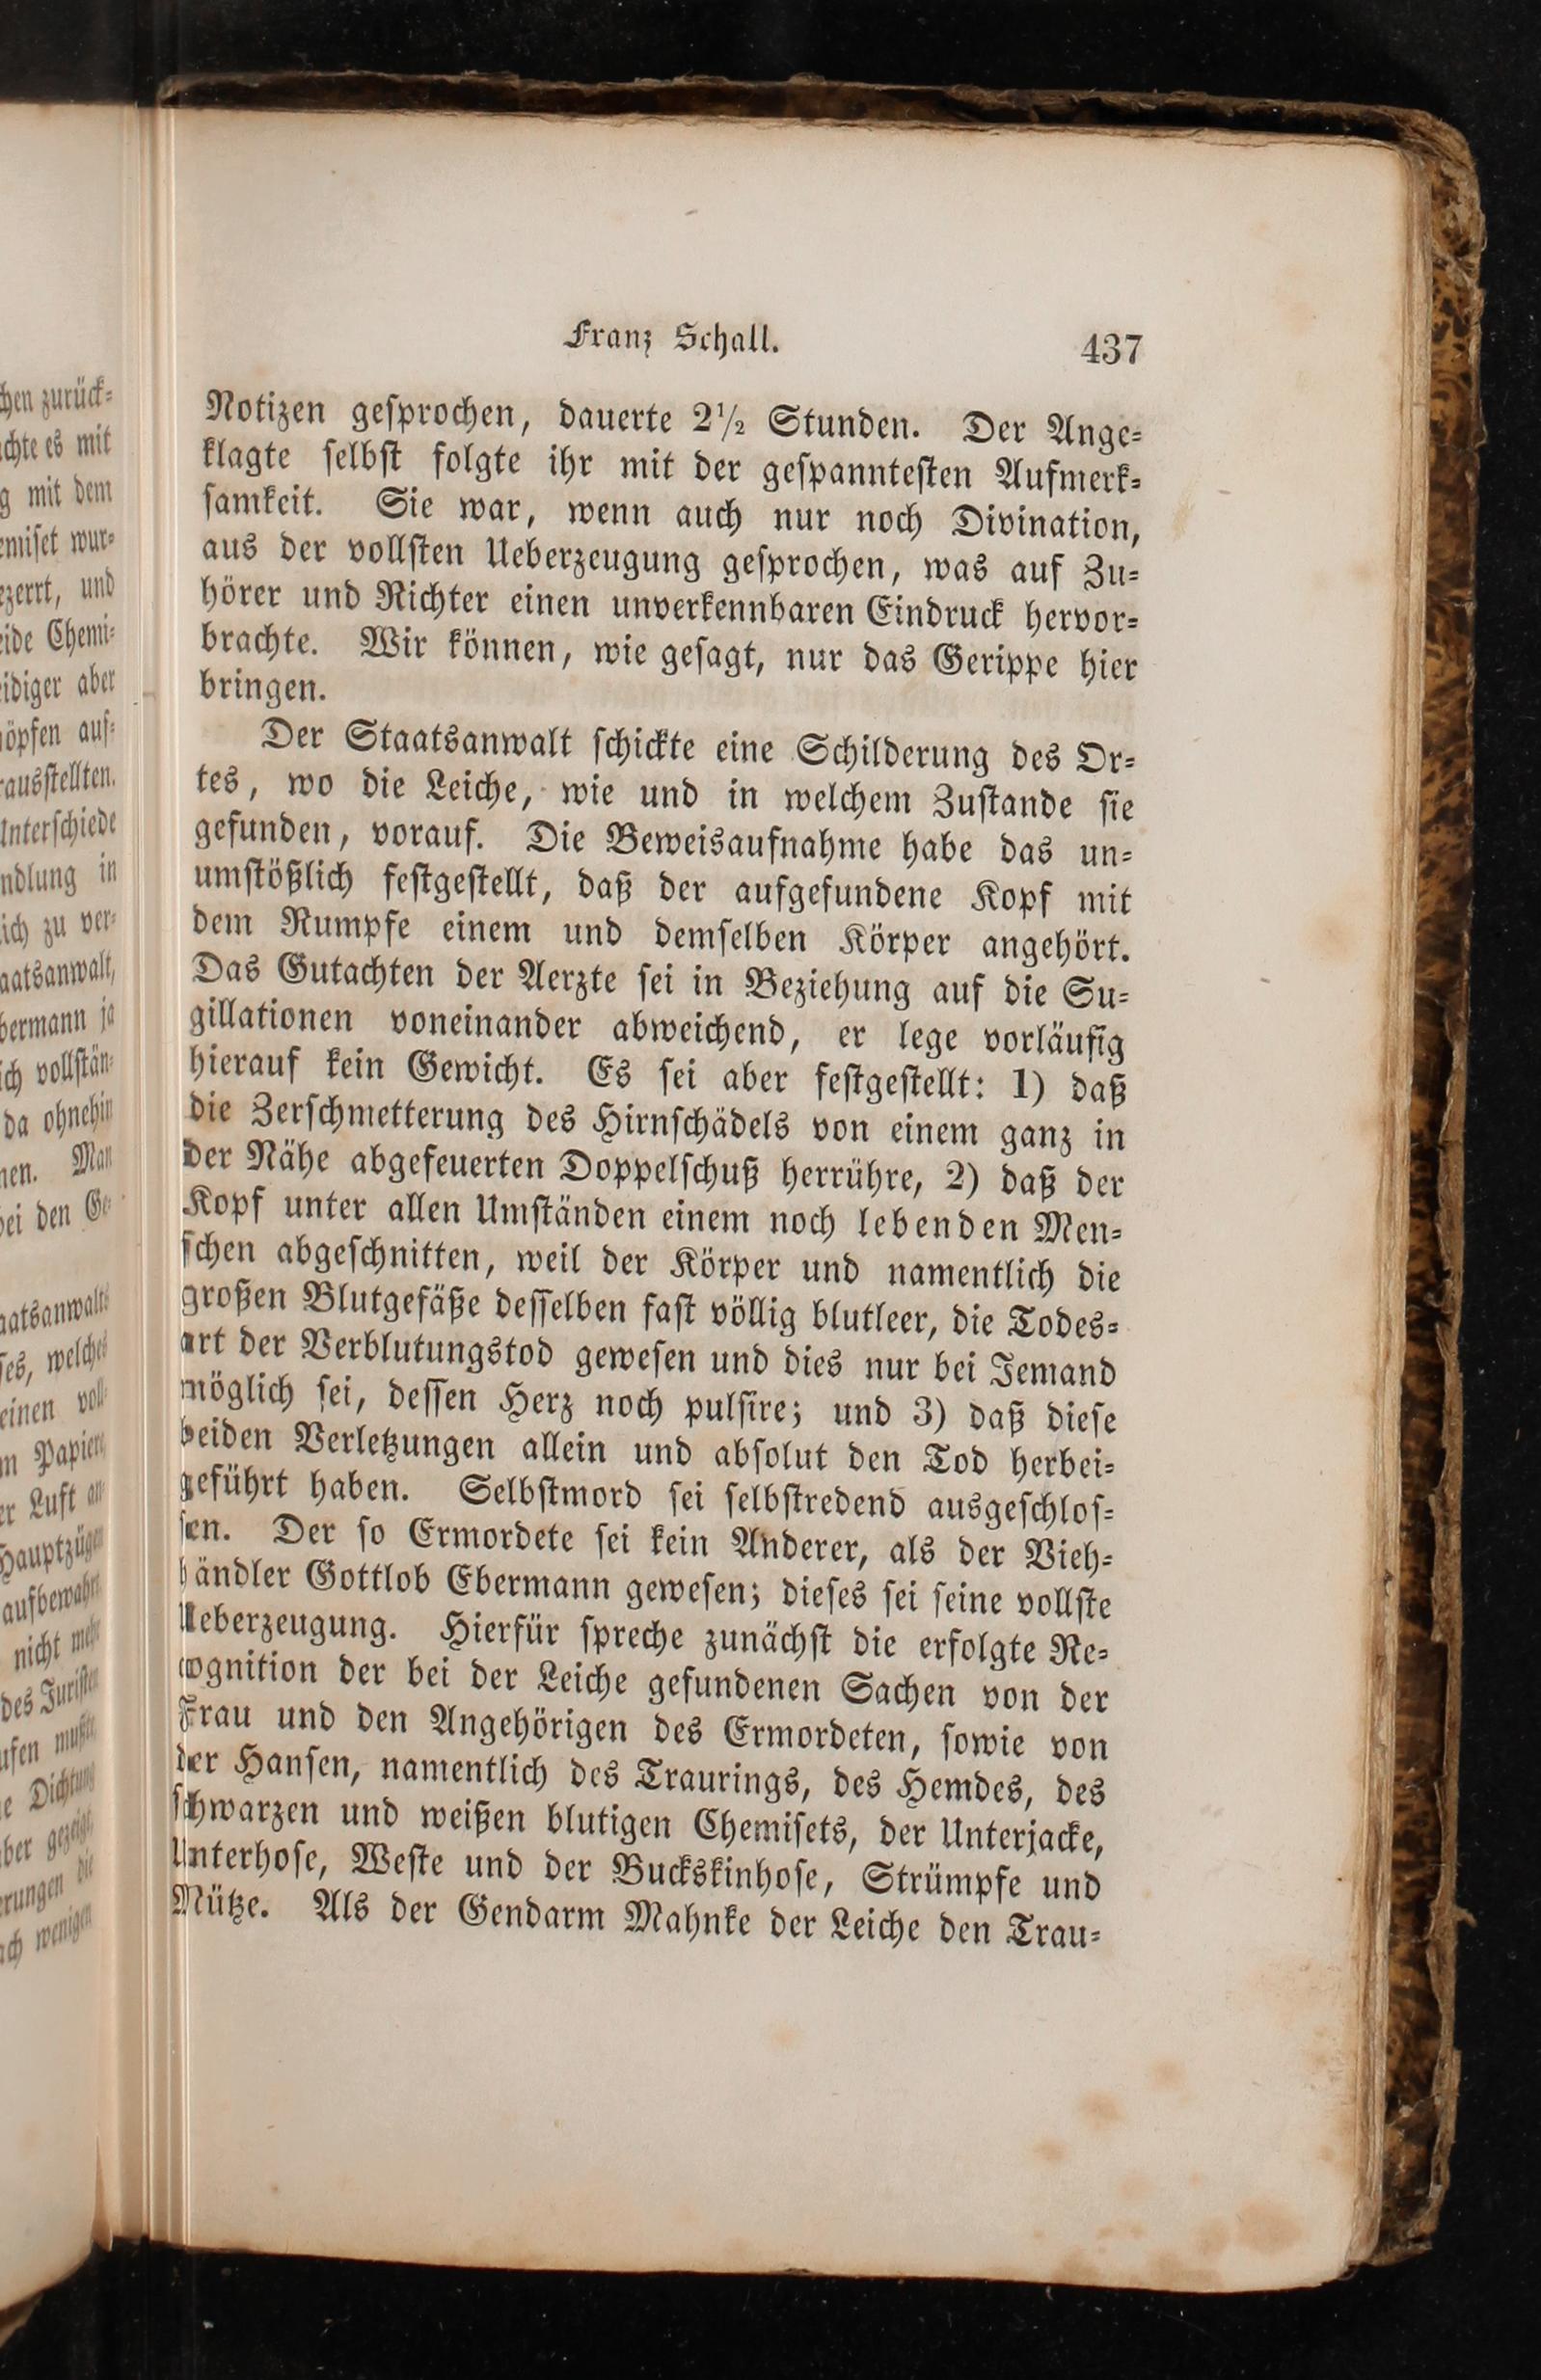 Franz Schall. 437
Notizen geſprochen, dauerte 2½ Stunden. Der Ange=
klagte ſelbſt folgte ihr mit der geſpannteſten Aufmerk=
ſamkeit. Sie war, wenn auch nur noch Divination,
aus der vollſten Ueberzeugung geſprochen, was auf Zu=
hörer und Richter einen unverkennbaren Eindruck hervor=
brachte. Wir können, wie geſagt, nur das Gerippe hier
bringen.
Der Staatsanwalt ſchickte eine Schilderung des Or=
tes, wo die Leiche, wie und in welchem Zuſtande ſie
gefunden, vorauf. Die Beweisaufnahme habe das un=
umſtößlich feſtgeſtellt, daß der aufgefundene Kopf mit
dem Rumpfe einem und demſelben Körper angehört.
Das Gutachten der Aerzte ſei in Beziehung auf die Su=
gillationen voneinander abweichend, er lege vorläufig
hierauf kein Gewicht. Es ſei aber feſtgeſtellt: 1) daß
die Zerſchmetterung des Hirnſchädels von einem ganz in
der Nähe abgefeuerten Doppelſchuß herrühre, 2) daß der
Kopf unter allen Umſtänden einem noch lebenden Men=
ſchen abgeſchnitten, weil der Körper und namentlich die
großen Blutgefäße deſſelben faſt völlig blutleer, die Todes=
art der Verblutungstod geweſen und dies nur bei Jemand
möglich ſei, deſſen Herz noch pulſire; und 3) daß dieſe
beiden Verletzungen allein und abſolut den Tod herbei=
geführt haben. Selbſtmord ſei ſelbſtredend ausgeſchloſ=
ſen. Der ſo Ermordete ſei kein Anderer, als der Vieh=
händler Gottlob Ebermann geweſen; dieſes ſei ſeine vollſte
Ueberzeugung. Hierfür ſpreche zunächſt die erfolgte Re=
cognition der bei der Leiche gefundenen Sachen von der
Frau und den Angehörigen des Ermordeten, ſowie von
der Hanſen, namentlich des Traurings, des Hemdes, des
ſchwarzen und weißen blutigen Chemiſets, der Unterjacke,
Unterhoſe, Weſte und der Buckskinhoſe, Strümpfe und
Mütze. Als der Gendarm Mahnke der Leiche den Trau=